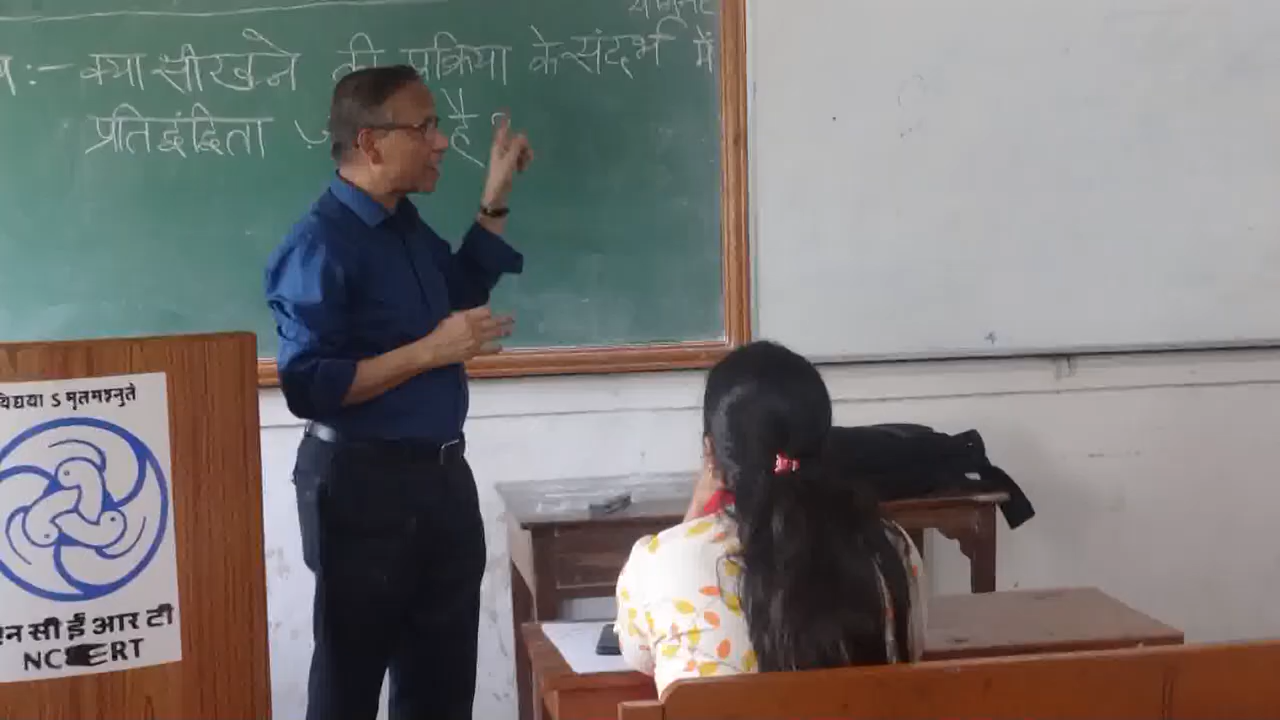 :- क्या सीखने की प्रक्रिया के संदर्भ में
प्रतिद्वंद्विता है
विद्यया S मृतमश्नुते
एन सी ई आर टी
NCERT